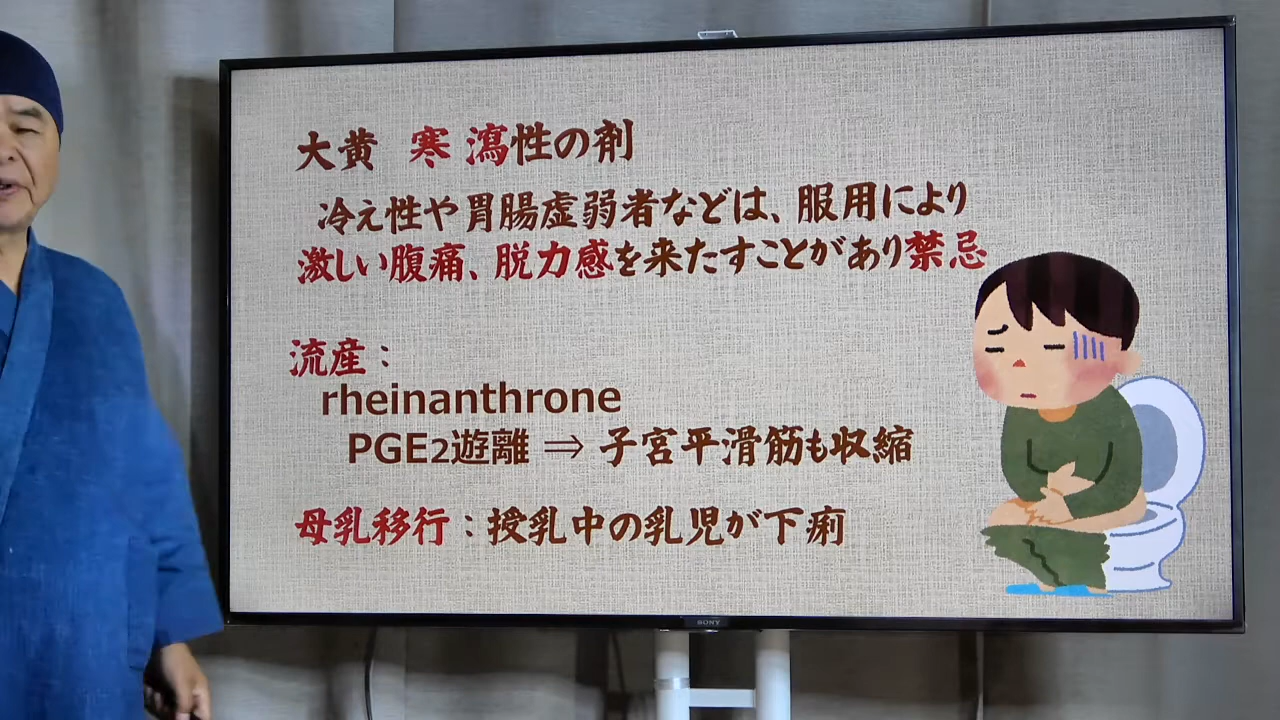 大黄 寒 瀉性の剤
冷え性や胃腸虚弱者などは、服用により
激しい腹痛、脱力感を来たすことがあり禁忌
流産：
rheinanthrone
PGE2遊離 ⇒ 子宮平滑筋も収縮
母乳移行：授乳中の乳児が下痢
SONY